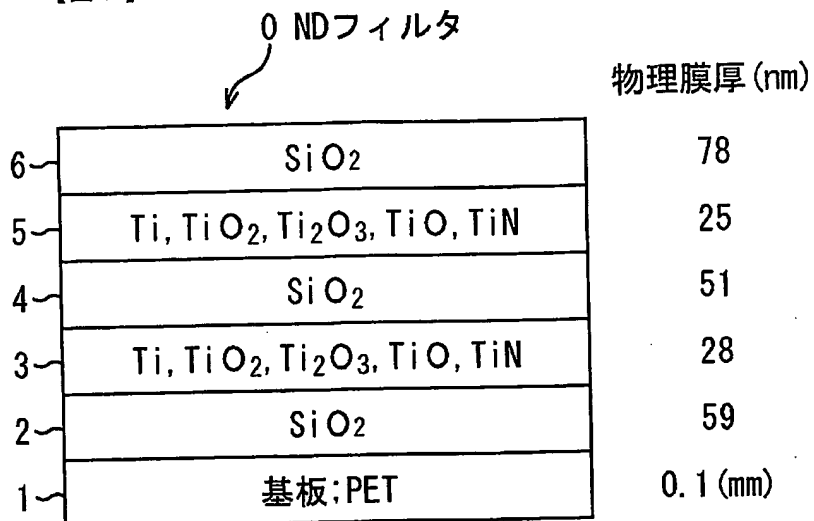 0 NDフィルタ
物理膜厚(nm)
6 SiO2 78
5 Ti, TiO2, Ti2O3, TiO, TiN 25
4 SiO2 51
3 Ti, TiO2, Ti2O3, TiO, TiN 28
2 SiO2 59
1 基板;PET 0.1(mm)